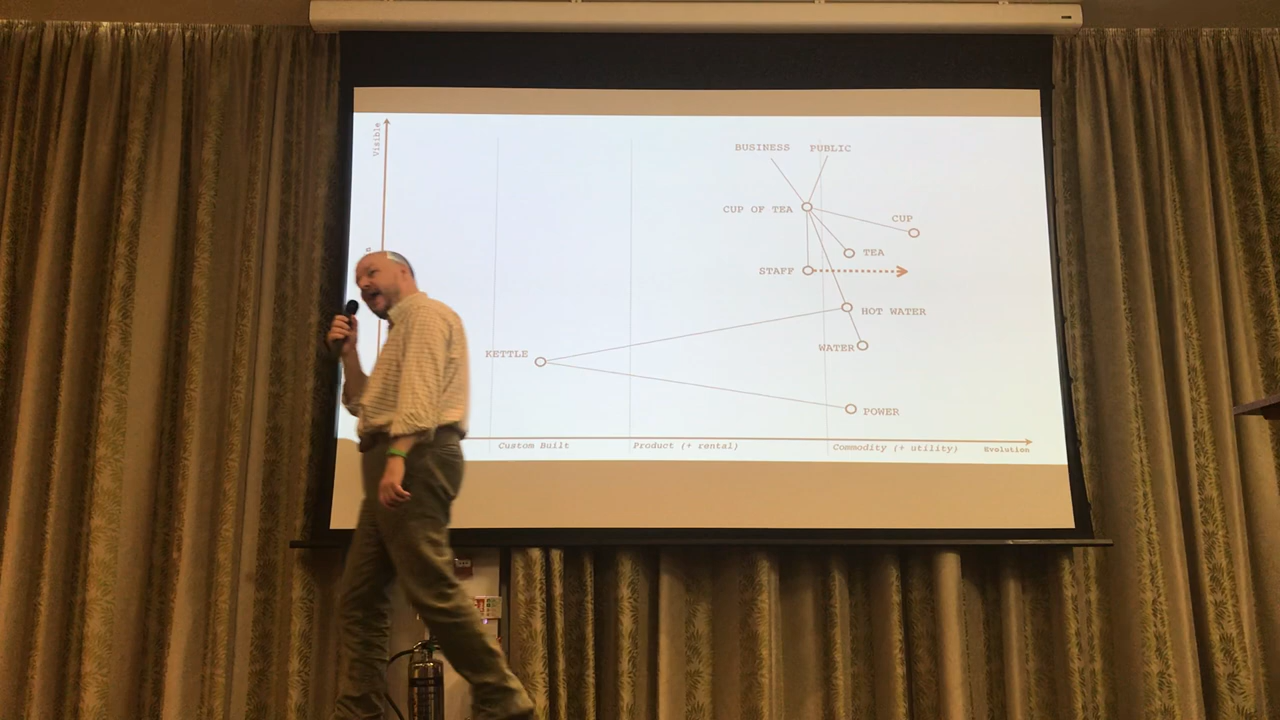 Visible
BUSINESS
PUBLIC
CUP OF TEA
CUP
TEA
STAFF
HOT WATER
WATER
KETTLE
POWER
Custom Built
Product (+ rental)
Commodity (+ utility)
Evolution